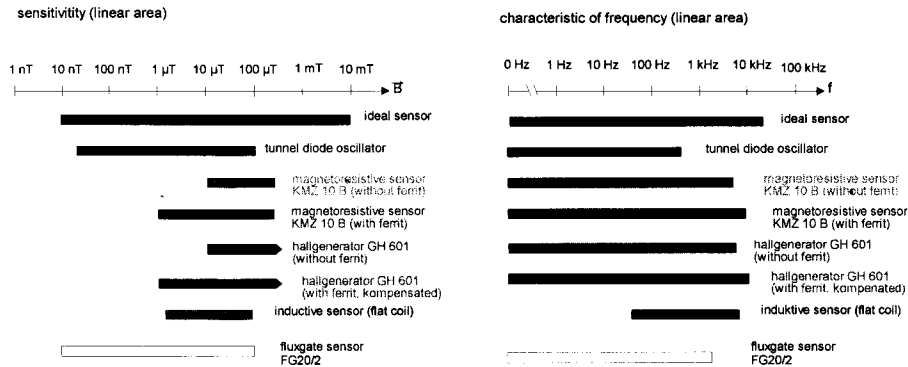 sensitivitity (linear area)
1 nT 10 nT 100 nT 1 µT 10 µT 100 µT 1 mT 10 mT
B
ideal sensor
tunnel diode oscillator
magnetoresistive sensor
KMZ 10 B (without ferrit)
magnetoresistive sensor
KMZ 10 B (with ferrit)
hallgenerator GH 601
(without ferrit)
hallgenerator GH 601
(with ferrit, kompensated)
inductive sensor (flat coil)
fluxgate sensor
FG20/2
characteristic of frequency (linear area)
0 Hz 1 Hz 10 Hz 100 Hz 1 kHz 10 kHz 100 kHz
f
ideal sensor
tunnel diode oscillator
magnetoresistive sensor
KMZ 10 B (without ferrit)
magnetoresistive sensor
KMZ 10 B (with ferrit)
hallgenerator GH 601
(without ferrit)
hallgenerator GH 601
(with ferrit, kompensated)
induktive sensor (flat coil)
fluxgate sensor
FG20/2